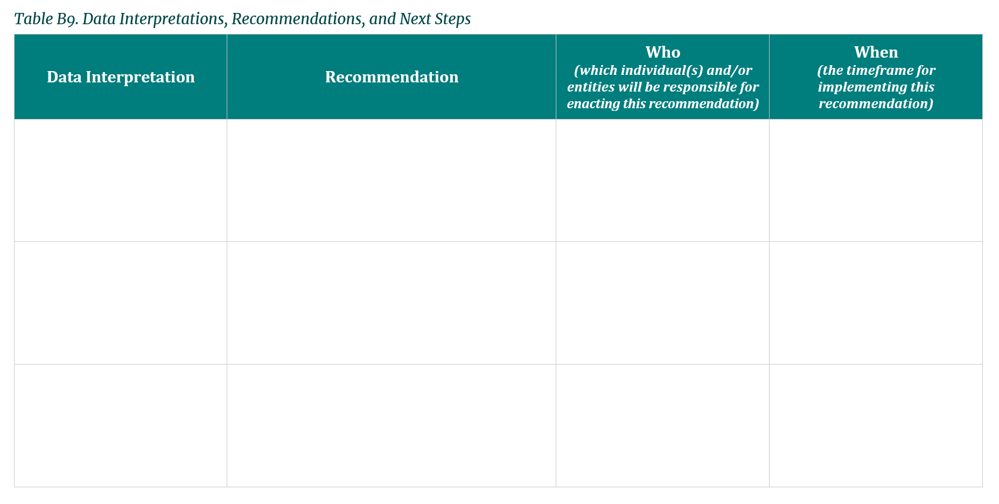 Table B9. Data Interpretations, Recommendations, and Next Steps
Data Interpretation
Recommendation
Who
(which individual(s) and/or
entities will be responsible for
enacting this recommendation)
When
(the timeframe for
implementing this
recommendation)